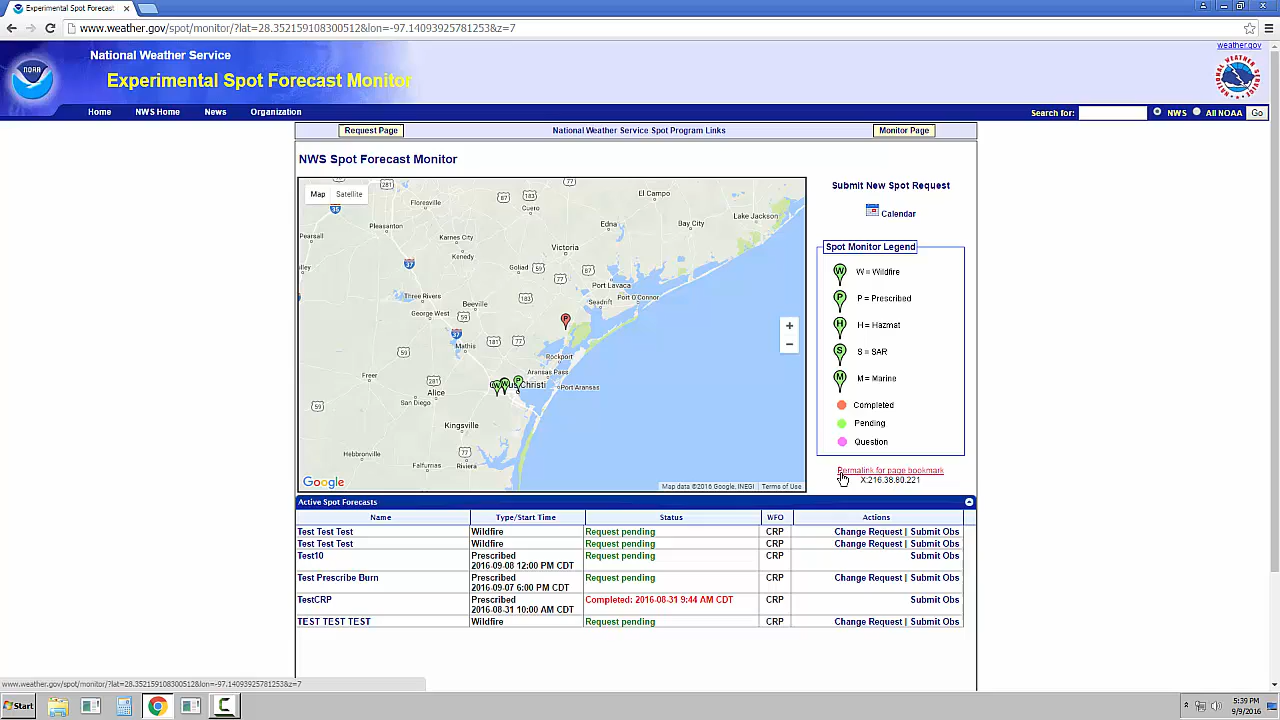 Experimental Spot Forecast
www.weather.gov/spot/monitor/?lat=28.352159108300512&lon=-97.140939575781253&z=7
weather.gov
National Weather Service
Experimental Spot Forecast Monitor
NOAA
NATIONAL WEATHER SERVICE
Home NWS Home News Organization Search for: NWS All NOAA Go
Request Page National Weather Service Spot Program Links Monitor Page
NWS Spot Forecast Monitor
Map Satellite
El Campo
Floresville
Cuero
Lake Jackson
Pleasanton
Edna
Bay City
Pearsall
Karnes City
Victoria
Kenedy
Goliad
Port Lavaca
Three Rivers
Beeville
Seadrift
Port O'Connor
George West
Mathis
Rockport
Freer
Aransas Pass
Alice
Port Aransas
San Diego
Kingsville
Hebbronville
Falfurrias
Riviera
Google
Map data ©2016 Google, INEGI Terms of Use
Submit New Spot Request
Calendar
Spot Monitor Legend
W W = Wildfire
P P = Prescribed
H H = Hazmat
S S = SAR
M M = Marine
Completed
Pending
Question
Permalink for page bookmark
X:216.38.80.221
Active Spot Forecasts
Name Type/Start Time Status WFO Actions
Test Test Test Wildfire Request pending CRP Change Request | Submit Obs
Test Test Test Wildfire Request pending CRP Change Request | Submit Obs
Test10 Prescribed Request pending CRP Submit Obs
2016-09-08 12:00 PM CDT
Test Prescribe Burn Prescribed Request pending CRP Change Request | Submit Obs
2016-09-07 6:00 PM CDT
TestCRP Prescribed Completed: 2016-08-31 9:44 AM CDT CRP Submit Obs
2016-08-31 10:00 AM CDT
TEST TEST TEST Wildfire Request pending CRP Change Request | Submit Obs
www.weather.gov/spot/monitor/?lat=28.352159108300512&lon=-97.14093925781253&z=7
Start
5:39 PM
9/9/2016